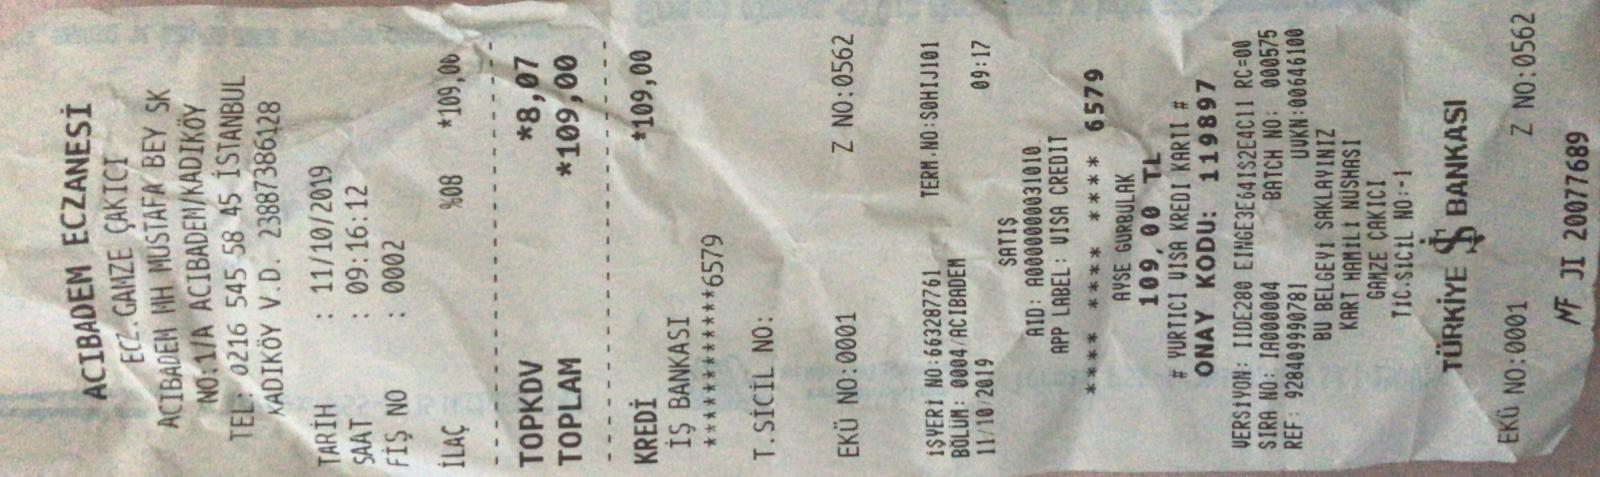 ACIBADEM ECZANESİ
ECZ.GAMZE ÇAKICI
ACIBADEM MH MUSTAFA BEY SK
NO:1/A ACIBADEM/KADIKÖY
TEL: 0216 545 58 45 İSTANBUL
KADIKÖY V.D. 23887386128
TARİH : 11/10/2019
SAAT : 09:16:12
FİŞ NO : 0002
İLAÇ %08 *109,00
TOPKDV *8,07
TOPLAM *109,00
KREDİ *109,00
İŞ BANKASI
************6579
T.SİCİL NO:
EKÜ NO:0001 Z NO:0562
İŞYERİ NO:663287761 TERM.NO:S0HIJ101
BÖLÜM: 0004/ACIBADEM
11/10/2019 09:17
SATIŞ
AID: A0000000031010
APP LABEL: VISA CREDIT
**** **** **** 6579
AYSE GURBULAK
109,00 TL
# YURTICI VISA KREDI KARTI #
ONAY KODU: 119897
VERSİYON: IIDE280 EINGE3E641S2E4C11 RC=00
SIRA NO: IA000004 BATCH NO: 000575
REF: 928409990781 UVKN:00646100
BU BELGEYİ SAKLAYINIZ
KART HAMİLİ NÜSHASI
GAMZE ÇAKICI
TİC.SİCİL NO:-1
TÜRKİYE İŞ BANKASI
EKÜ NO:0001 Z NO:0562
MF JI 20077689